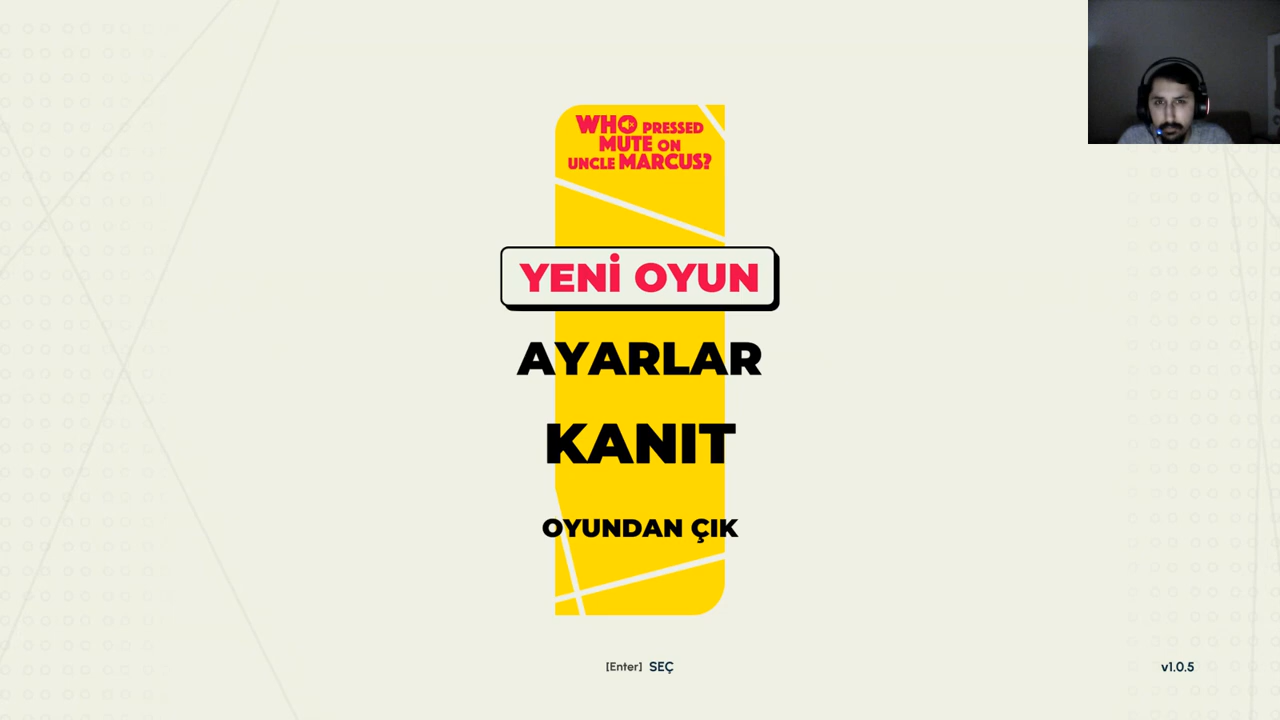 WHO PRESSED
MUTE ON
UNCLE MARCUS?
YENİ OYUN
AYARLAR
KANIT
OYUNDAN ÇIK
[Enter] SEÇ
v1.0.5